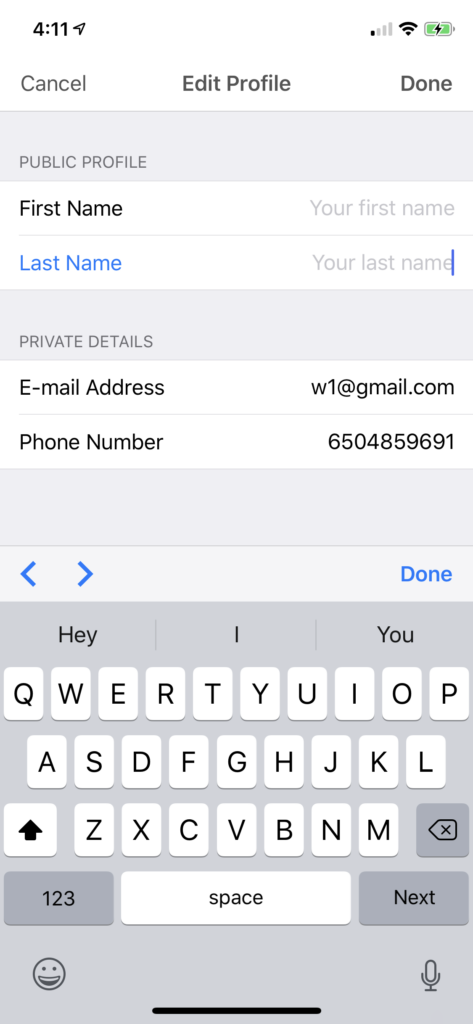 4:11
Cancel Edit Profile Done
PUBLIC PROFILE
First Name Your first name
Last Name Your last name
PRIVATE DETAILS
E-mail Address w1@gmail.com
Phone Number 6504859691
Done
Hey I You
Q W E R T Y U I O P
A S D F G H J K L
Z X C V B N M
123 space Next